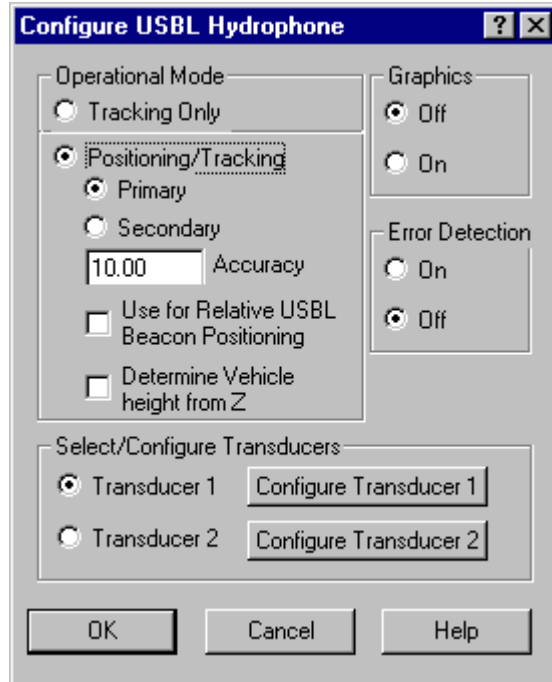 Configure USBL Hydrophone
Operational Mode
Tracking Only
Positioning/Tracking
Primary
Secondary
10.00 Accuracy
Use for Relative USBL
Beacon Positioning
Determine Vehicle
height from Z
Graphics
Off
On
Error Detection
On
Off
Select/Configure Transducers
Transducer 1 Configure Transducer 1
Transducer 2 Configure Transducer 2
OK Cancel Help